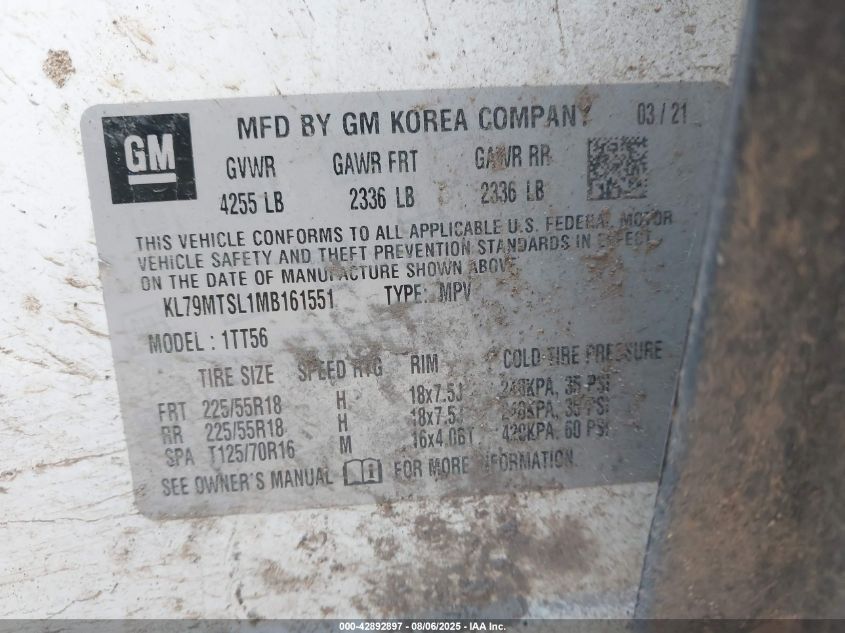 GM
MFD BY GM KOREA COMPANY 03 / 21
GVWR GAWR FRT GAWR RR
4255 LB 2336 LB 2336 LB
THIS VEHICLE CONFORMS TO ALL APPLICABLE U.S. FEDERAL MOTOR
VEHICLE SAFETY AND THEFT PREVENTION STANDARDS IN EFFECT
ON THE DATE OF MANUFACTURE SHOWN ABOVE.
KL79MTSL1MB161551 TYPE: MPV
MODEL : 1TT56
TIRE SIZE SPEED RTG RIM COLD TIRE PRESSURE
FRT 225/55R18 H 18x7.5J 240KPA, 35 PSI
RR 225/55R18 H 18x7.5J 240KPA, 35 PSI
SPA T125/70R16 M 16x4.06T 420KPA, 60 PSI
SEE OWNER'S MANUAL FOR MORE INFORMATION.
000-42892897 - 08/06/2025 - IAA Inc.